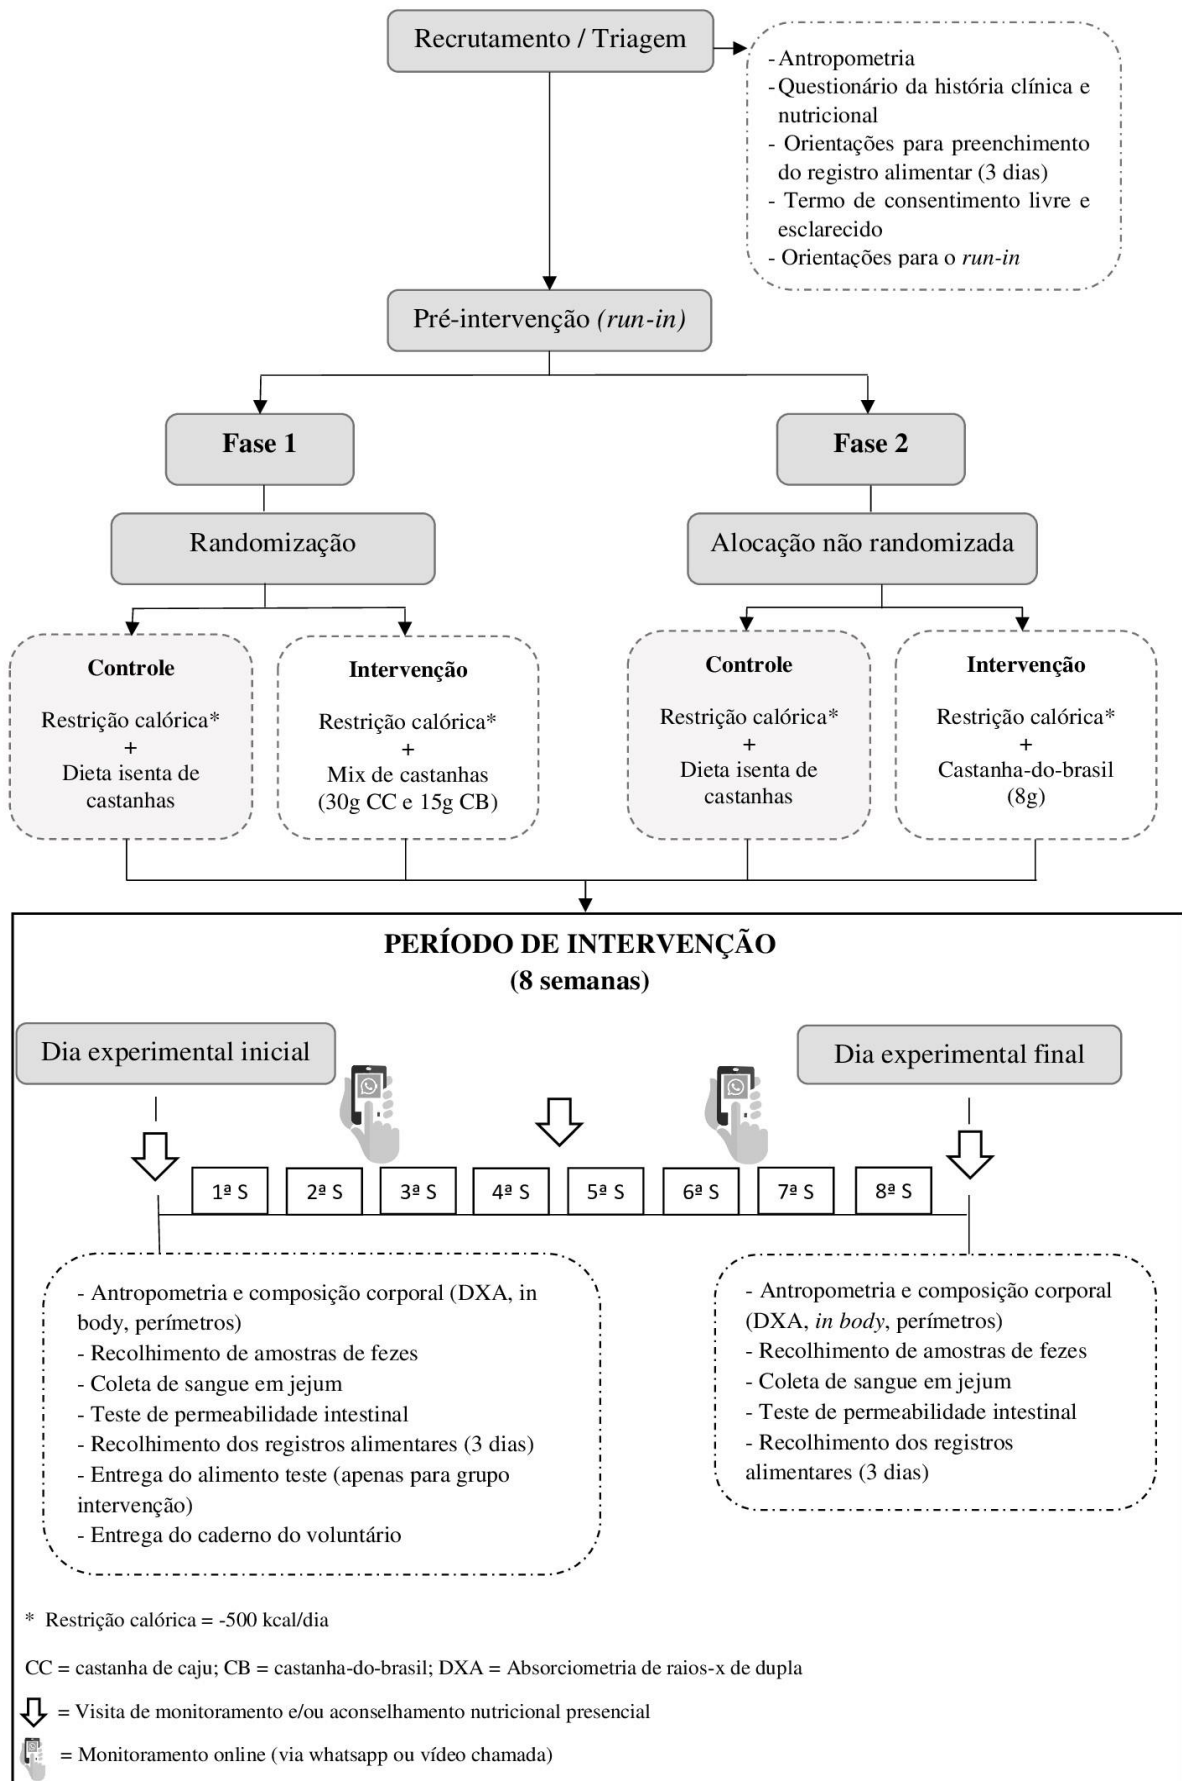 Recrutamento / Triagem
- Antropometria
- Questionário da história clínica e
nutricional
- Orientações para preenchimento
do registro alimentar (3 dias)
- Termo de consentimento livre e
esclarecido
- Orientações para o run-in
Pré-intervenção (run-in)
Fase 1
Fase 2
Randomização
Alocação não randomizada
Controle
Restrição calórica*
+
Dieta isenta de
castanhas
Intervenção
Restrição calórica*
+
Mix de castanhas
(30g CC e 15g CB)
Controle
Restrição calórica*
+
Dieta isenta de
castanhas
Intervenção
Restrição calórica*
+
Castanha-do-brasil
(8g)
PERÍODO DE INTERVENÇÃO
(8 semanas)
Dia experimental inicial
Dia experimental final
1ª S
2ª S
3ª S
4ª S
5ª S
6ª S
7ª S
8ª S
- Antropometria e composição corporal (DXA, in
body, perímetros)
- Recolhimento de amostras de fezes
- Coleta de sangue em jejum
- Teste de permeabilidade intestinal
- Recolhimento dos registros alimentares (3 dias)
- Entrega do alimento teste (apenas para grupo
intervenção)
- Entrega do caderno do voluntário
- Antropometria e composição corporal
(DXA, in body, perímetros)
- Recolhimento de amostras de fezes
- Coleta de sangue em jejum
- Teste de permeabilidade intestinal
- Recolhimento dos registros
alimentares (3 dias)
* Restrição calórica = -500 kcal/dia
CC = castanha de caju; CB = castanha-do-brasil; DXA = Absorciometria de raios-x de dupla
= Visita de monitoramento e/ou aconselhamento nutricional presencial
= Monitoramento online (via whatsapp ou vídeo chamada)